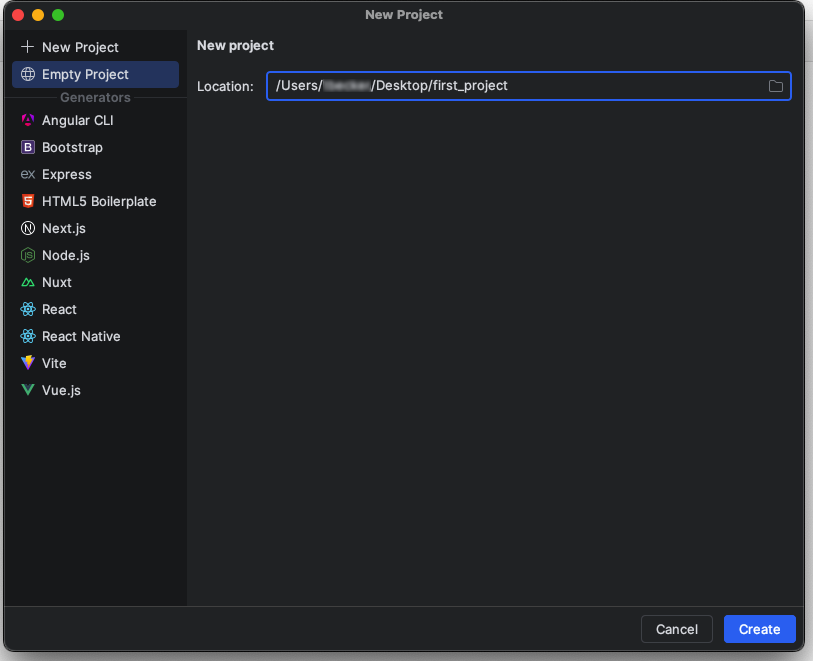 New Project
New Project
Empty Project
Generators
Angular CLI
Bootstrap
Express
HTML5 Boilerplate
Next.js
Node.js
Nuxt
React
React Native
Vite
Vue.js
New project
Location: /Users/ /Desktop/first_project
Cancel Create